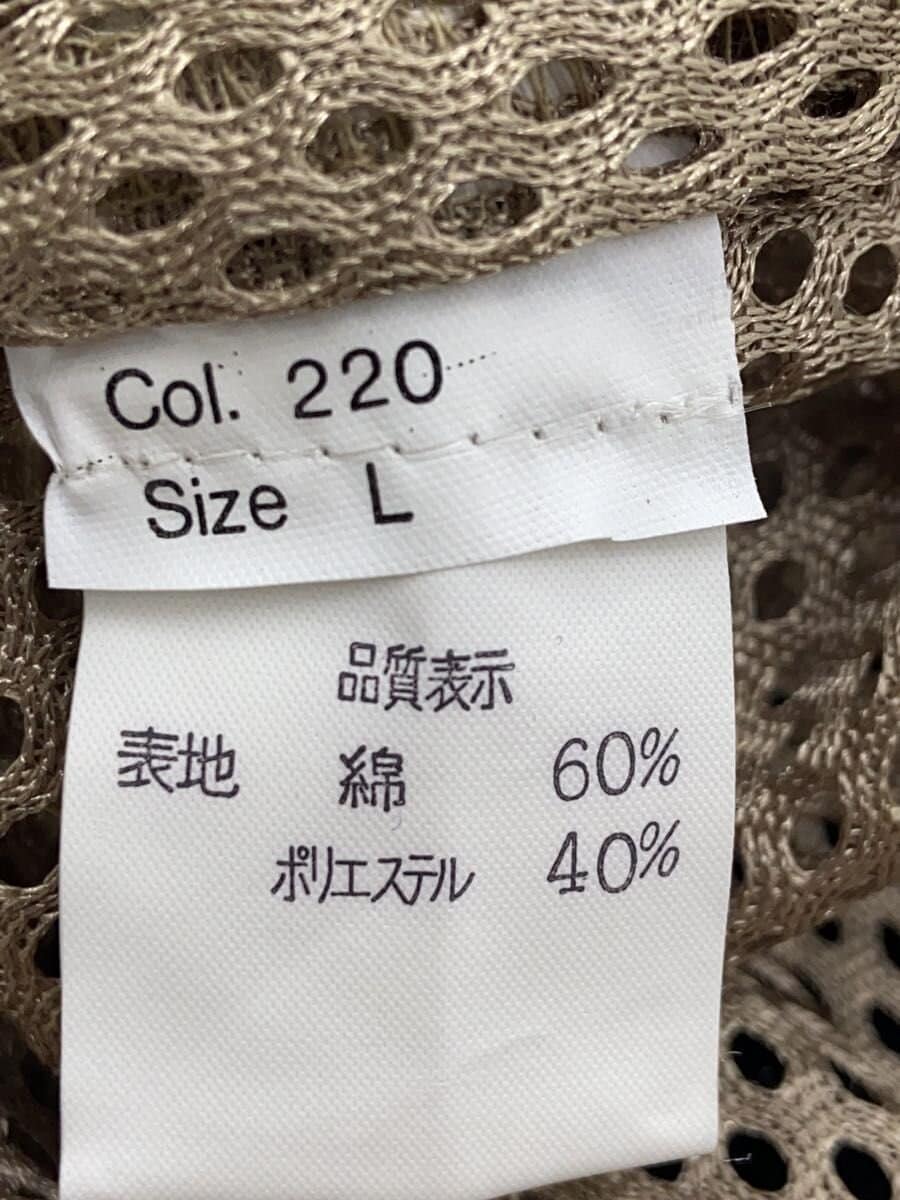 Col. 220
Size L
品質表示
表地 綿 60%
ポリエステル 40%